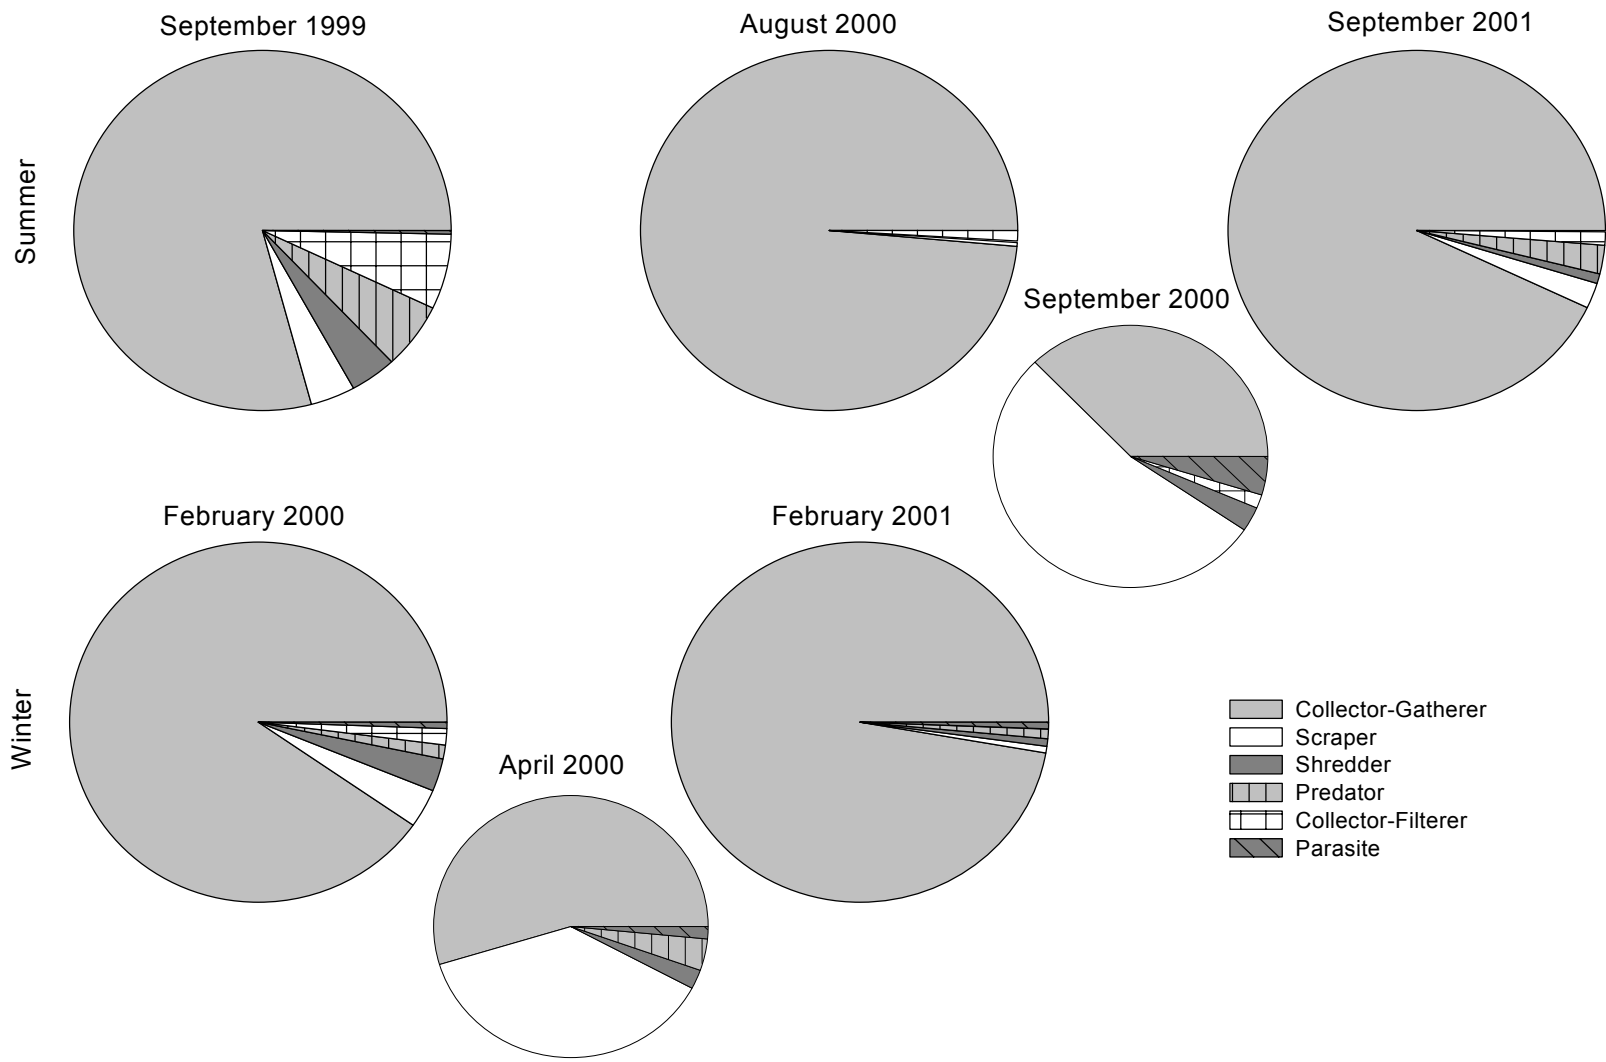 September 1999
August 2000
September 2001
Summer
September 2000
February 2000
February 2001
Winter
April 2000
Collector-Gatherer
Scraper
Shredder
Predator
Collector-Filterer
Parasite